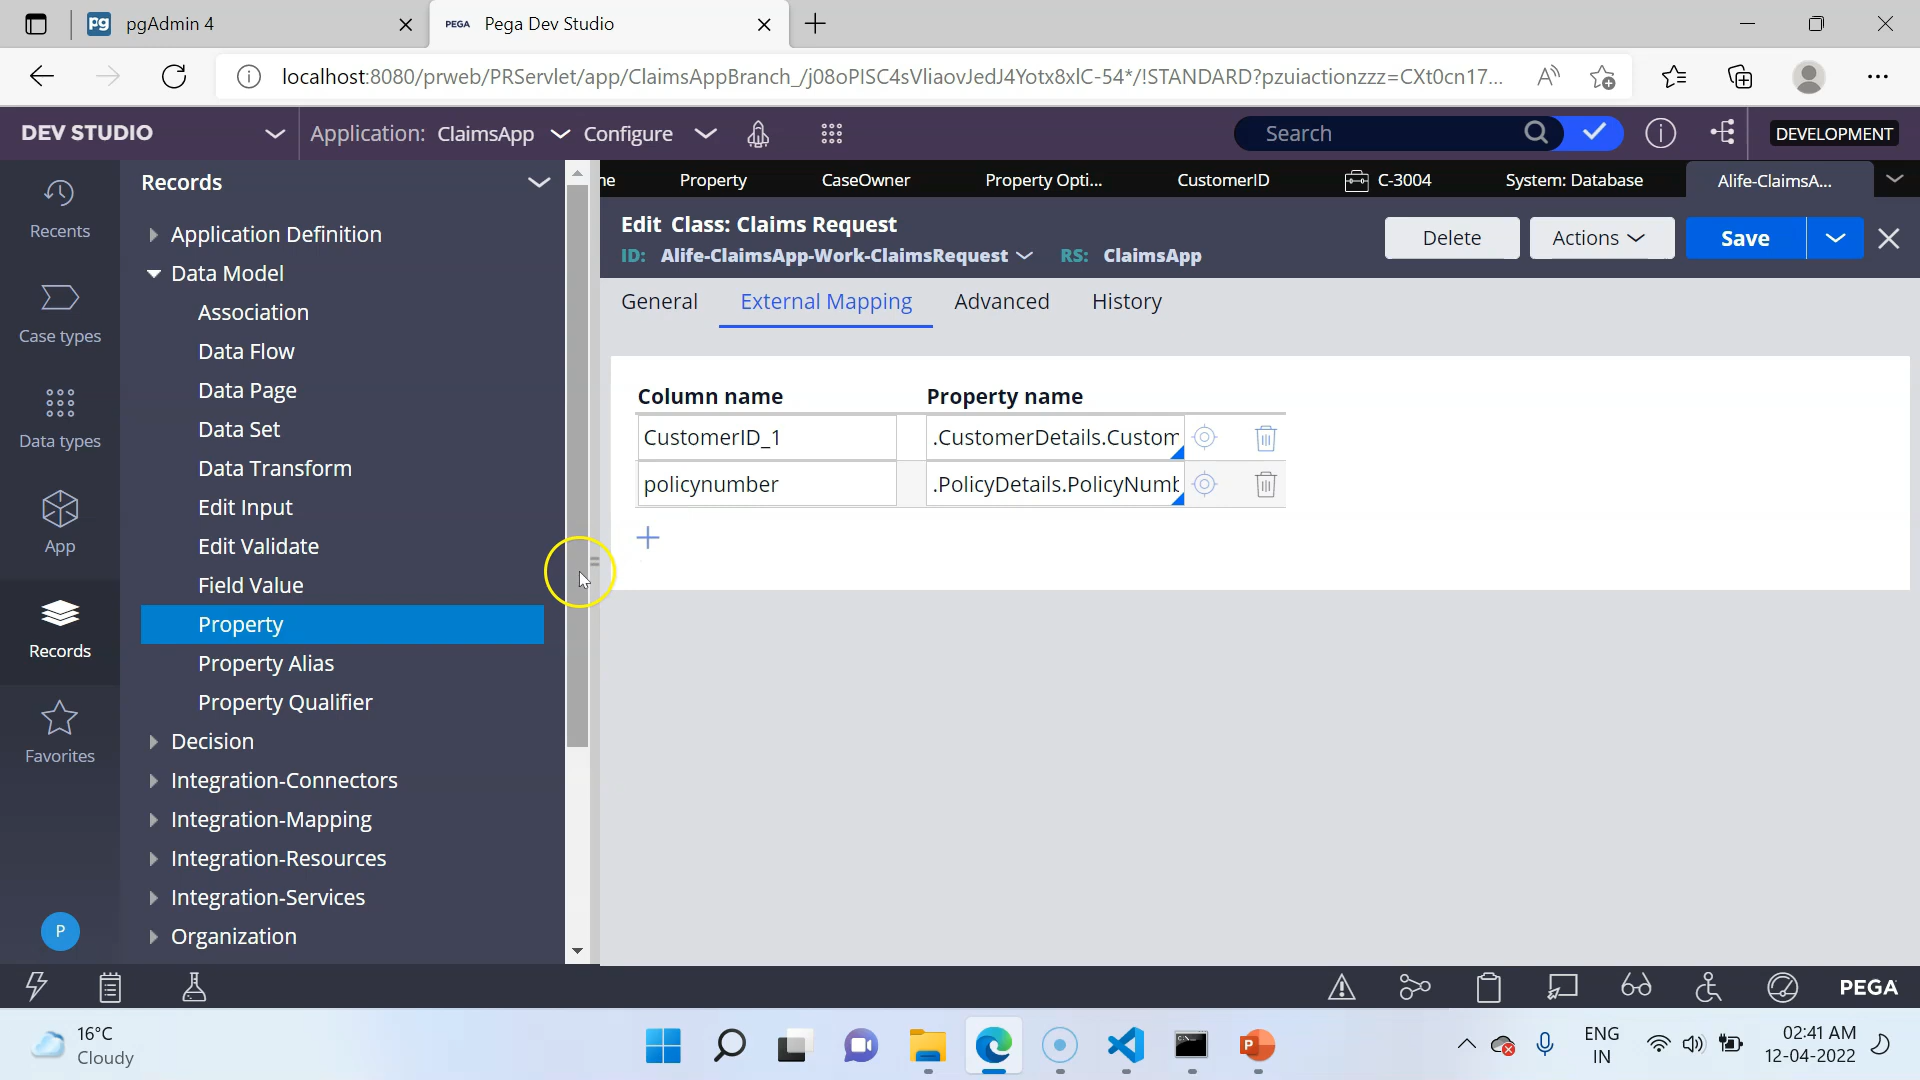 pg pgAdmin 4
PEGA Pega Dev Studio
localhost:8080/prweb/PRServlet/app/ClaimsAppBranch_/j08oPISC4sVliaovJedJ4Yotx8xlC-54*/!STANDARD?pzuiactionzzz=CXt0cn17...
DEV STUDIO Application: ClaimsApp Configure Search DEVELOPMENT
Recents
Case types
Data types
App
Records
Favorites
P
Records
Application Definition
Data Model
Association
Data Flow
Data Page
Data Set
Data Transform
Edit Input
Edit Validate
Field Value
Property
Property Alias
Property Qualifier
Decision
Integration-Connectors
Integration-Mapping
Integration-Resources
Integration-Services
Organization
ne Property CaseOwner Property Opti... CustomerID C-3004 System: Database Alife-ClaimsA...
Edit Class: Claims Request
ID: Alife-ClaimsApp-Work-ClaimsRequest RS: ClaimsApp
Delete Actions Save
General External Mapping Advanced History
Column name Property name
CustomerID_1 .CustomerDetails.Custom
policynumber .PolicyDetails.PolicyNumb
PEGA
16°C
Cloudy
ENG
IN
02:41 AM
12-04-2022